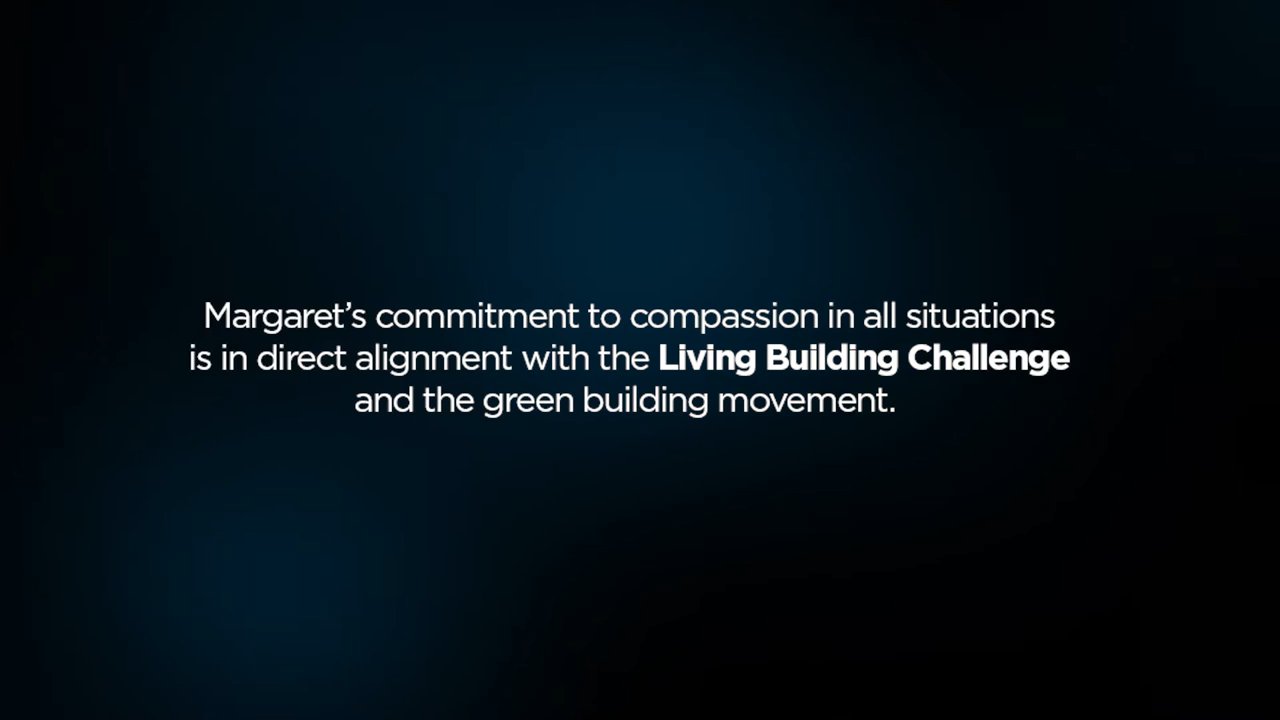 Margaret’s commitment to compassion in all situations
is in direct alignment with the Living Building Challenge
and the green building movement.